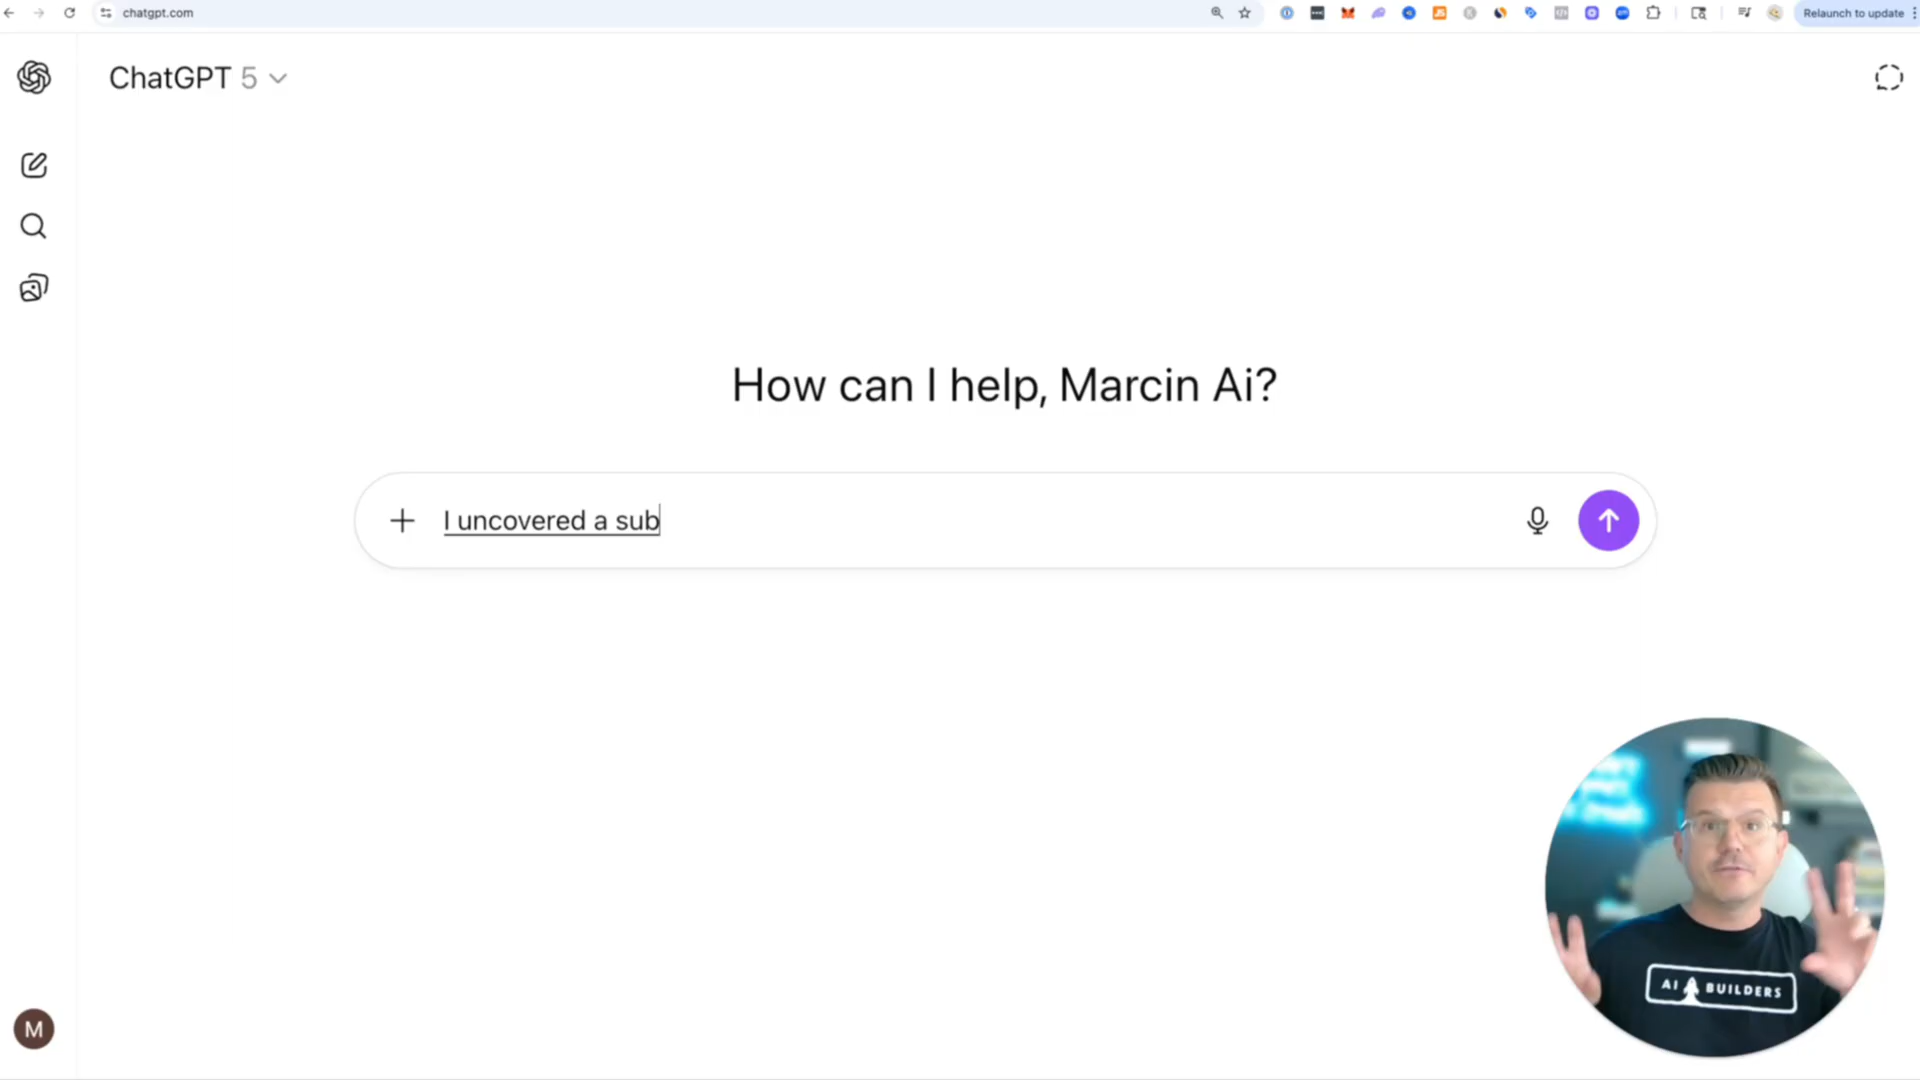 chatgpt.com
Relaunch to update
ChatGPT 5
How can I help, Marcin Ai?
I uncovered a sub
M
AI BUILDERS